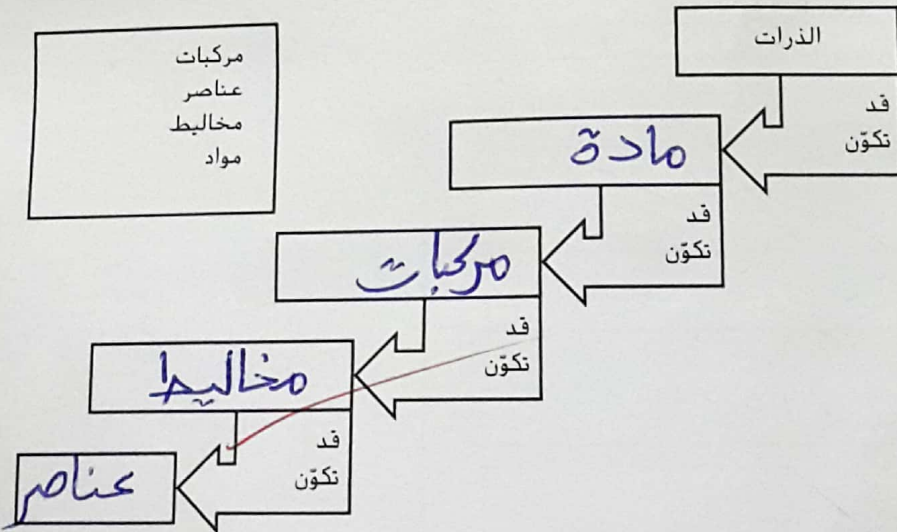 الذرات
مركبات
عناصر
مخاليط
مواد
قد
تكوّن
مادة
قد
تكوّن
مركبات
قد
تكوّن
مخاليط
قد
تكوّن
عناصر